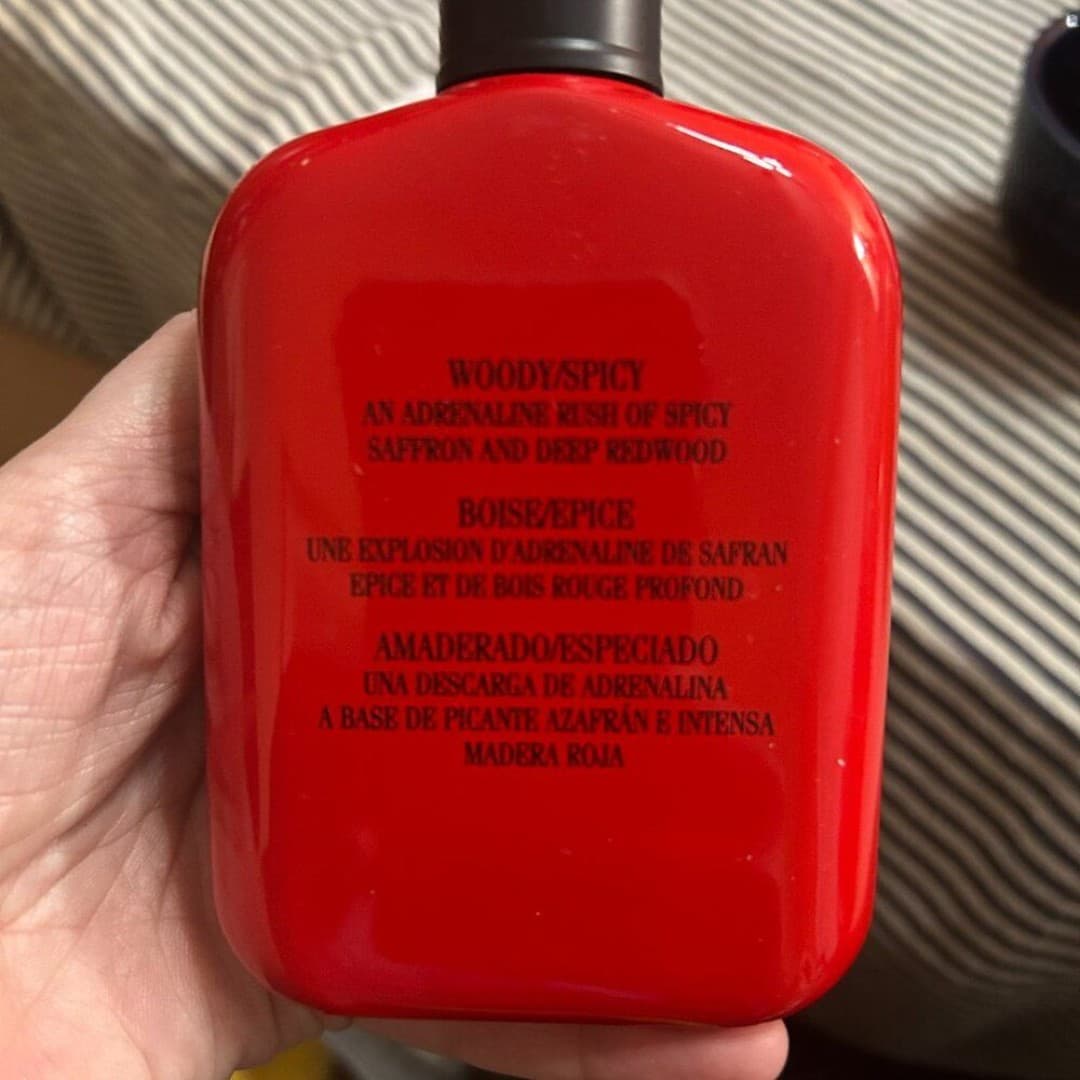 WOODY/SPICY
AN ADRENALINE RUSH OF SPICY
SAFFRON AND DEEP REDWOOD
BOISE/EPICE
UNE EXPLOSION D'ADRENALINE DE SAFRAN
EPICE ET DE BOIS ROUGE PROFOND
AMADERADO/ESPECIADO
UNA DESCARGA DE ADRENALINA
A BASE DE PICANTE AZAFRÁN E INTENSA
MADERA ROJA